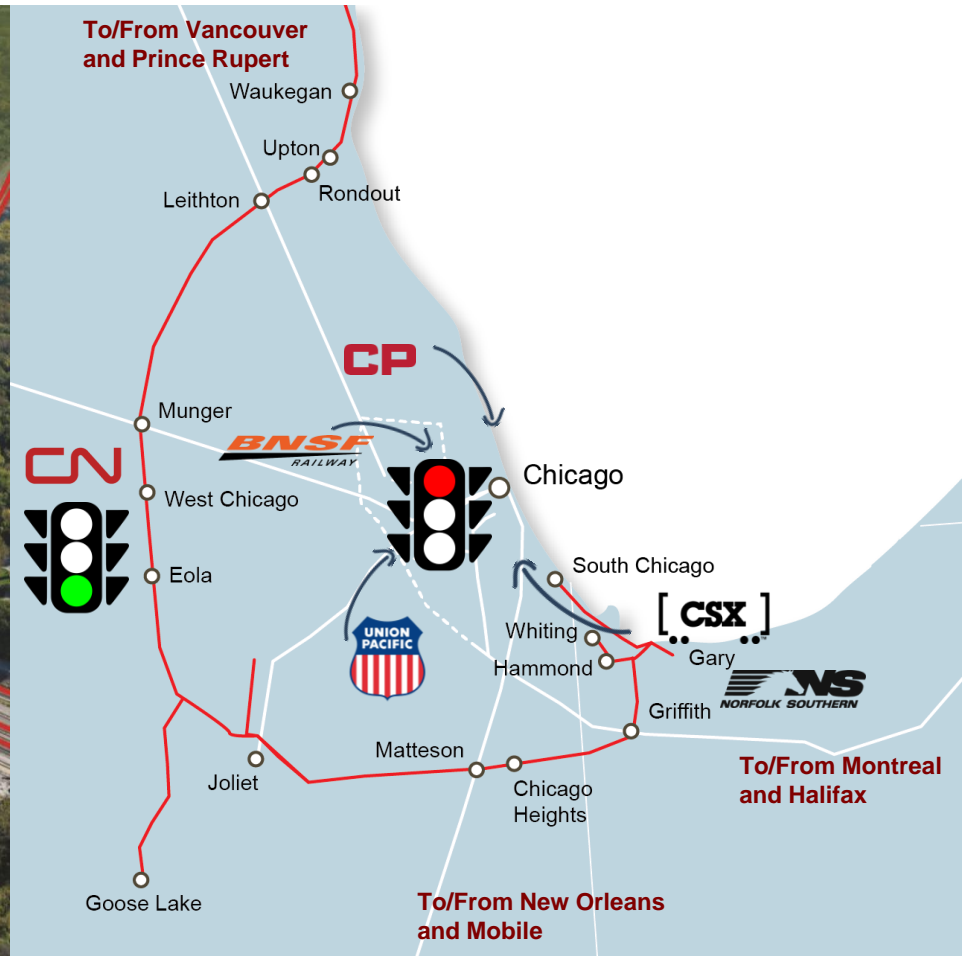 To/From Vancouver
and Prince Rupert
Waukegan
Upton
Rondout
Leithton
CP
Munger
BNSF
RAILWAY
CN
Chicago
West Chicago
Eola
South Chicago
CSX
UNION
PACIFIC
Whiting
Hammond
Gary
NS
NORFOLK SOUTHERN
Griffith
Matteson
Joliet
Chicago
Heights
To/From Montreal
and Halifax
Goose Lake
To/From New Orleans
and Mobile